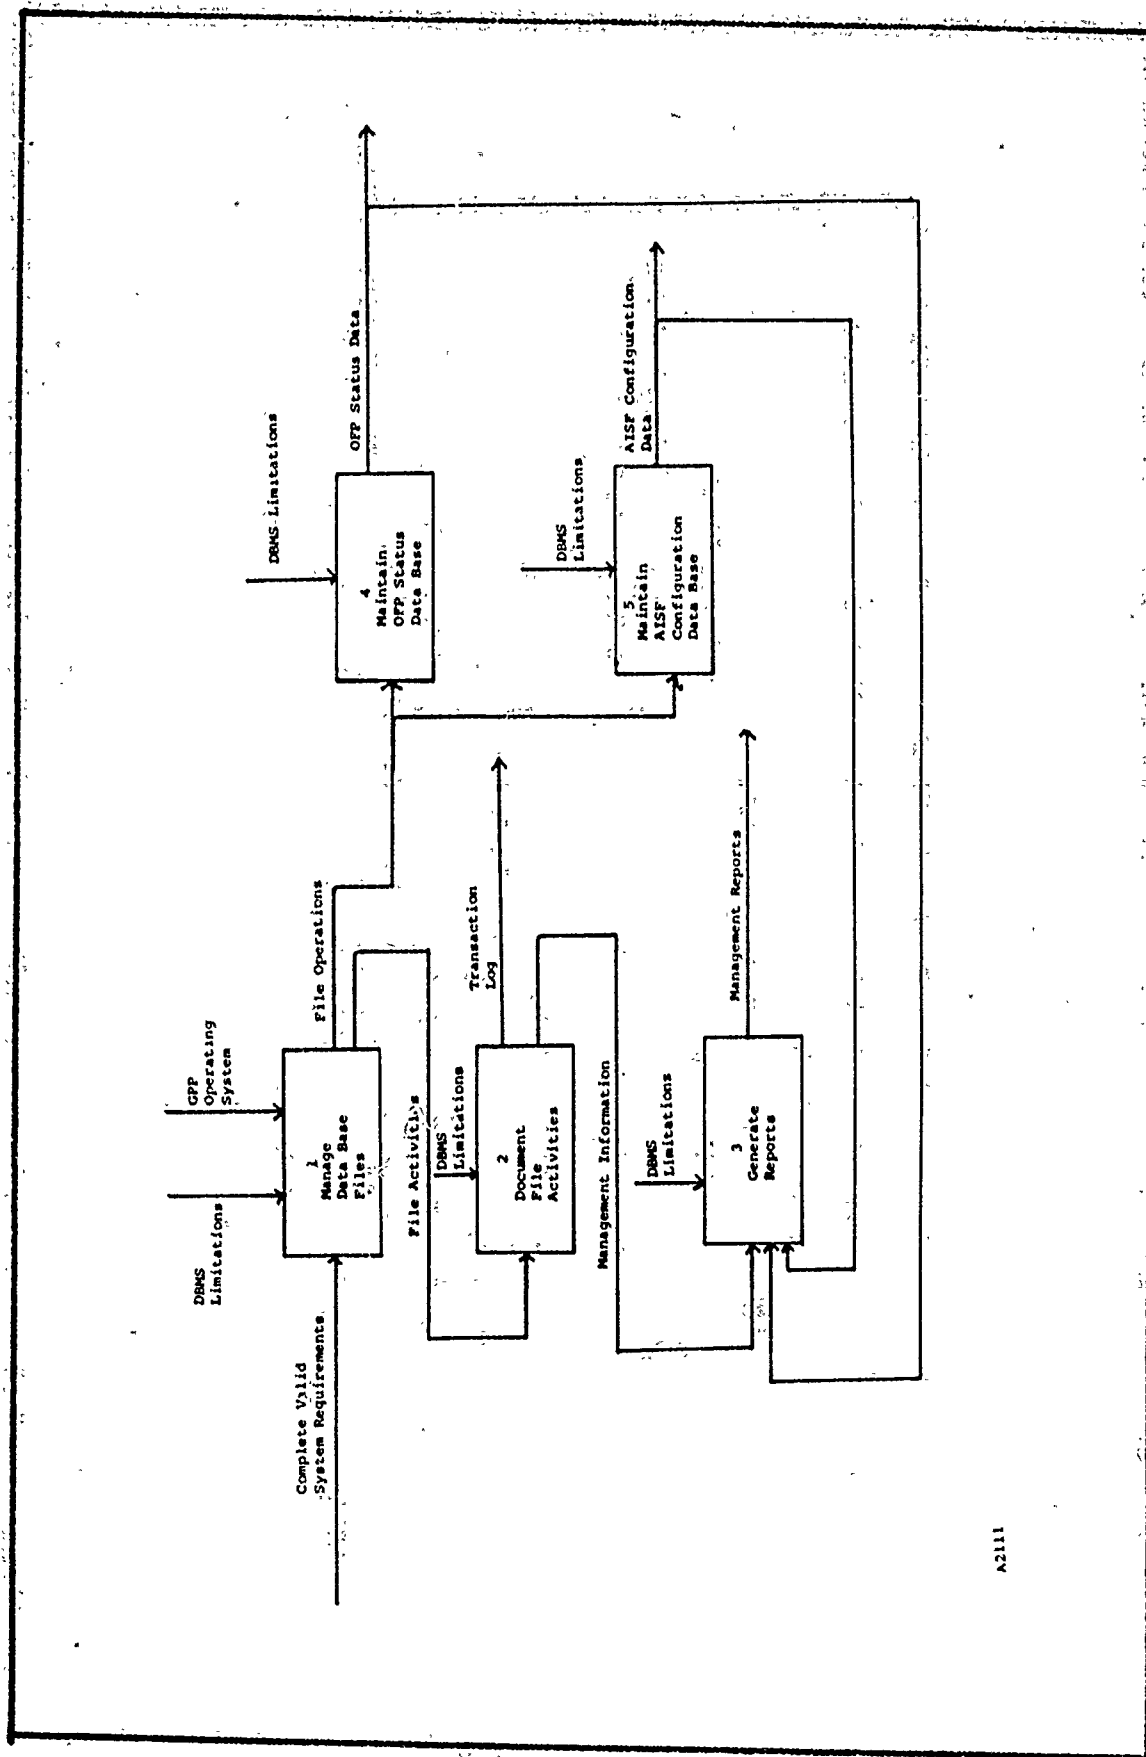 GPP
Operating
System
DBMS
Limitations
Complete Valid
System Requirements
1
Manage
Data Base
Files
File Operations
File Activities
DBMS
Limitations
2
Document
File
Activities
Transaction
Log
Management Information
DBMS
Limitations
3
Generate
Reports
Management Reports
DBMS Limitations
4
Maintain
OFP Status
Data Base
OFP Status Data
DBMS
Limitations
5
Maintain
AISF
Configuration
Data Base
AISF Configuration
Data
A2111